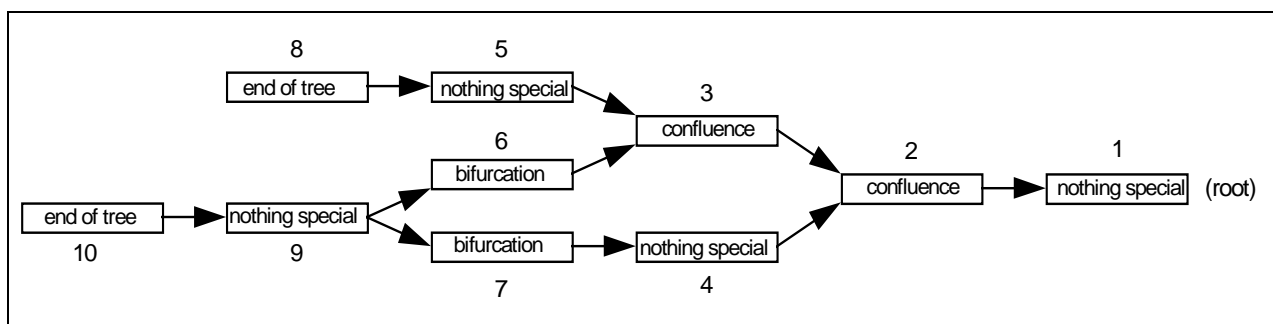 8 5
end of tree nothing special 3
confluence
6 2 1
bifurcation
confluence nothing special (root)
end of tree nothing special
bifurcation nothing special
10 9
7 4